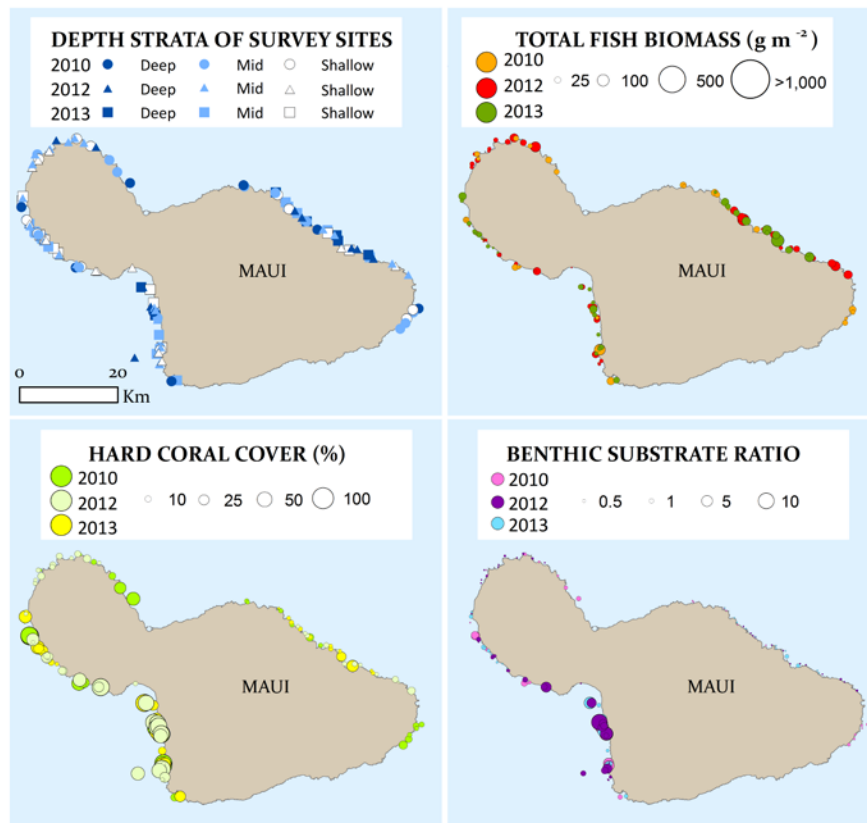 DEPTH STRATA OF SURVEY SITES
2010 Deep Mid Shallow
2012 Deep Mid Shallow
2013 Deep Mid Shallow
MAUI
0 20
Km
TOTAL FISH BIOMASS (g m ⁻²)
2010
2012 25 100 500 >1,000
2013
MAUI
HARD CORAL COVER (%)
2010
2012 10 25 50 100
2013
MAUI
BENTHIC SUBSTRATE RATIO
2010
2012 0.5 1 5 10
2013
MAUI